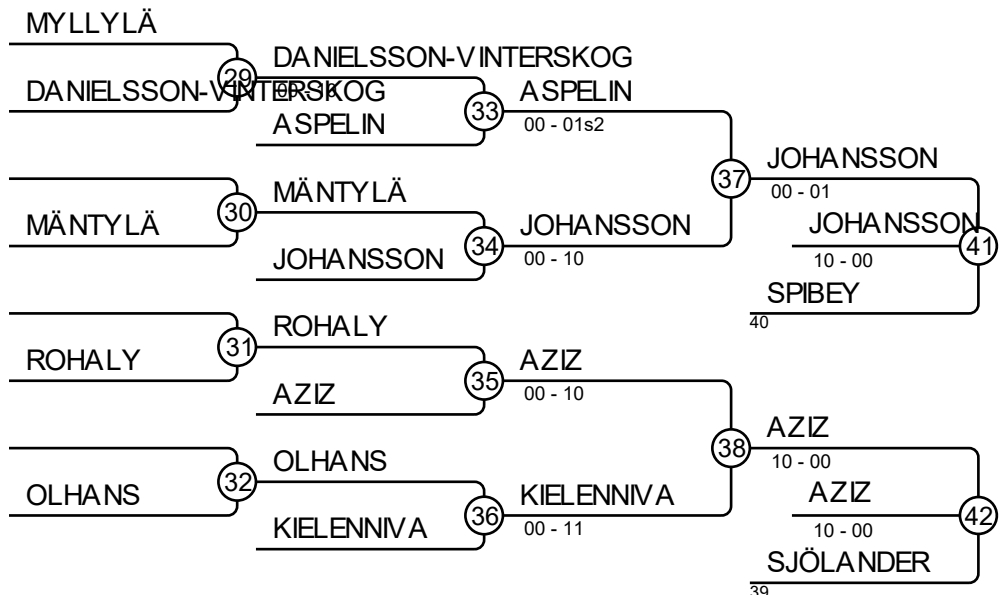 MYLLYLÄ
29
DANIELSSON-VINTERSKOG
DANIELSSON-VINTERSKOG
ASPELIN
33
ASPELIN
00 - 01s2
MÄNTYLÄ
30
MÄNTYLÄ
JOHANSSON
34
JOHANSSON
00 - 10
37
JOHANSSON
00 - 01
JOHANSSON
10 - 00
41
SPIBEY
40
ROHALY
31
ROHALY
AZIZ
35
AZIZ
00 - 10
OLHANS
32
OLHANS
KIELENNIVA
36
KIELENNIVA
00 - 11
38
AZIZ
10 - 00
AZIZ
10 - 00
42
SJÖLANDER
39